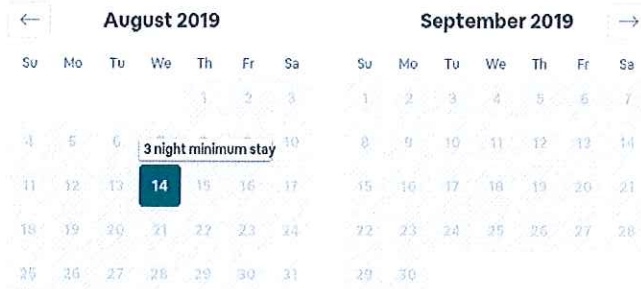 ← August 2019 September 2019 →
Su Mo Tu We Th Fr Sa Su Mo Tu We Th Fr Sa
1 2 3 1 2 3 4 5 6 7
4 5 6 10 8 9 10 11 12 13 14
3 night minimum stay
11 12 13 14 15 16 17 15 16 17 18 19 20 21
18 19 20 21 22 23 24 22 23 24 25 26 27 28
25 26 27 28 29 30 31 29 30